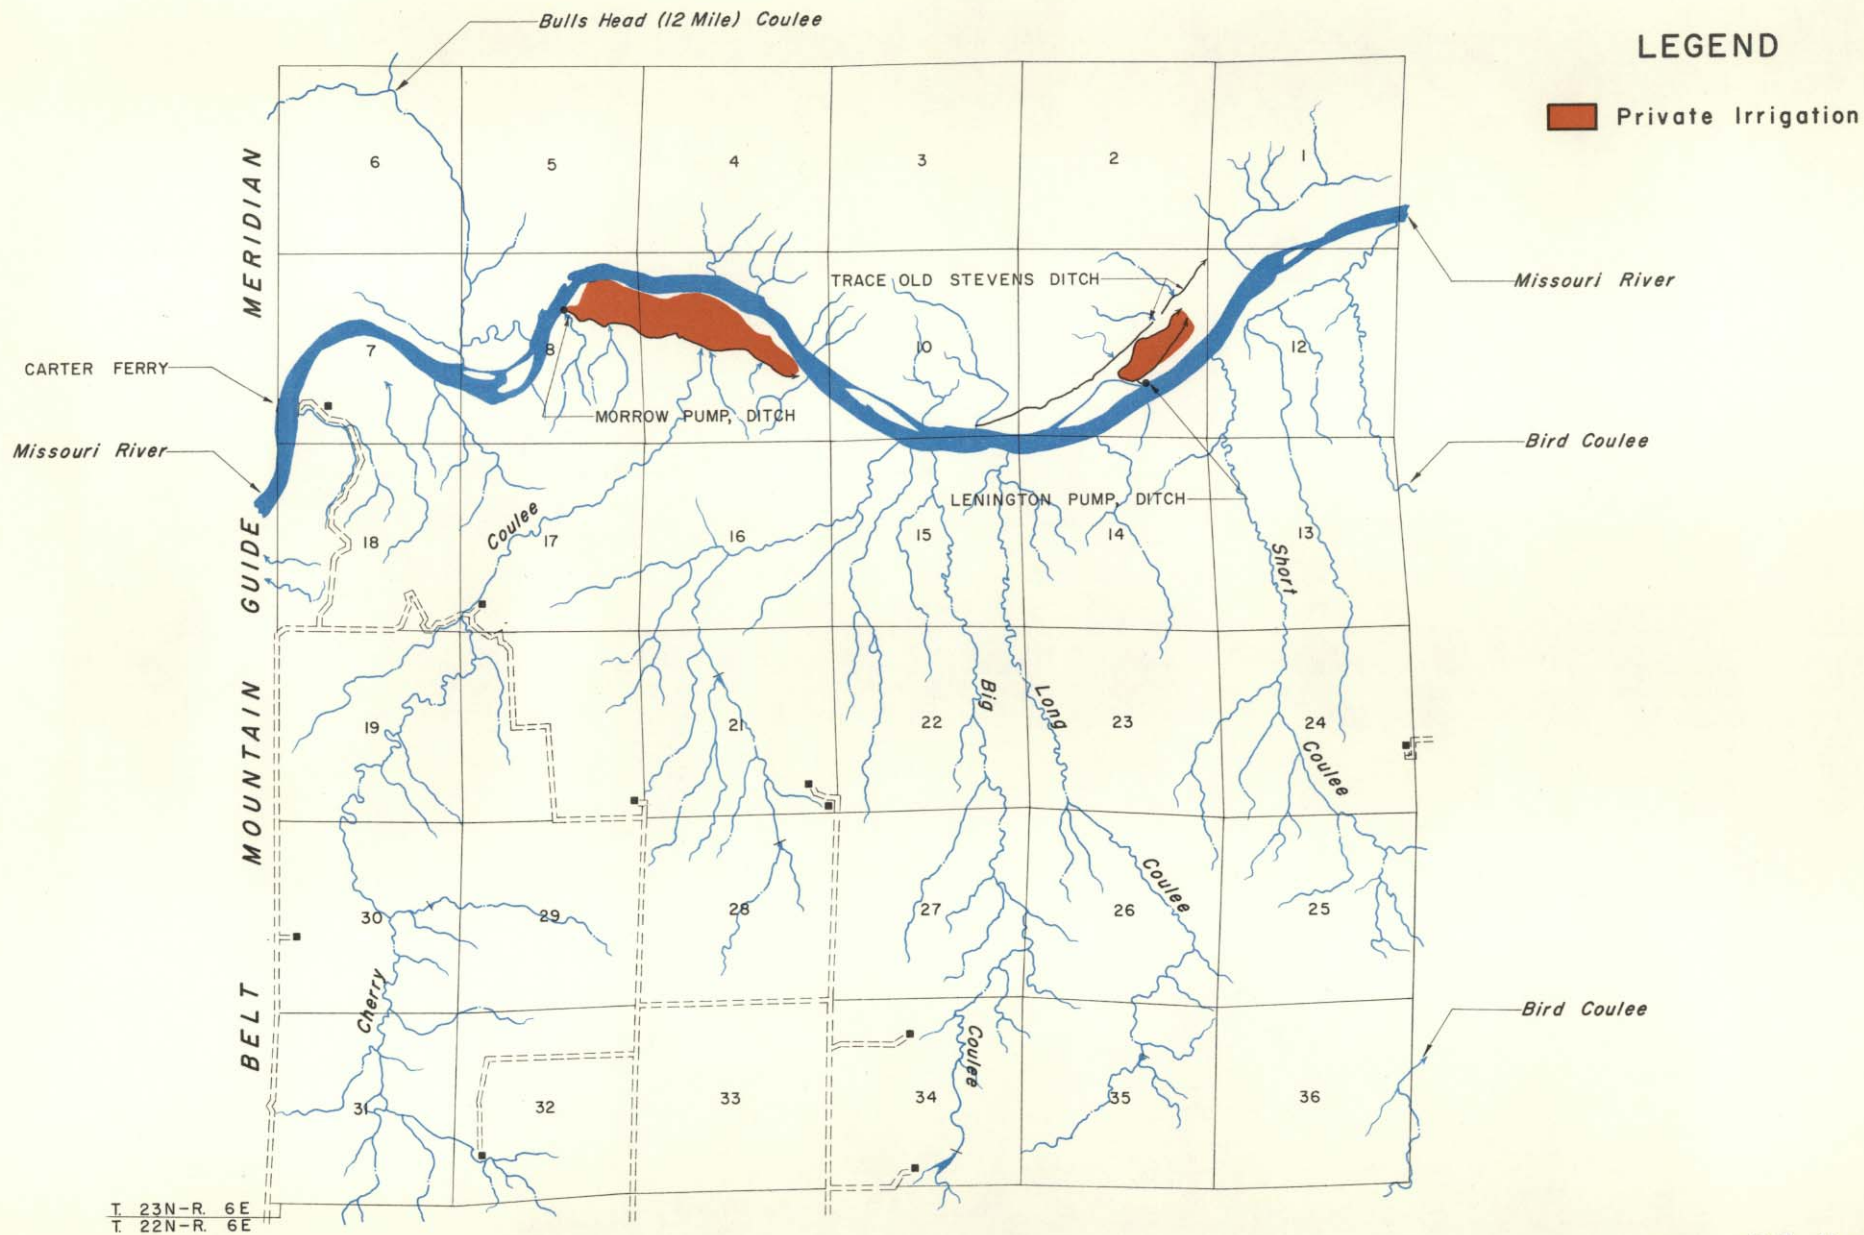 Bulls Head (12 Mile) Coulee
LEGEND
Private Irrigation
6
5
4
3
2
1
MERIDIAN
TRACE OLD STEVENS DITCH
Missouri River
7
8
10
12
CARTER FERRY
MORROW PUMP, DITCH
Missouri River
Bird Coulee
LENINGTON PUMP, DITCH
GUIDE
18
Coulee
17
16
15
14
13
Short
MOUNTAIN
19
21
22
Big
Long
23
24
Coulee
30
29
28
27
26
Coulee
25
BELT
Cherry
Coulee
Bird Coulee
31
32
33
34
35
36
T. 23N-R. 6E
T. 22N-R. 6E